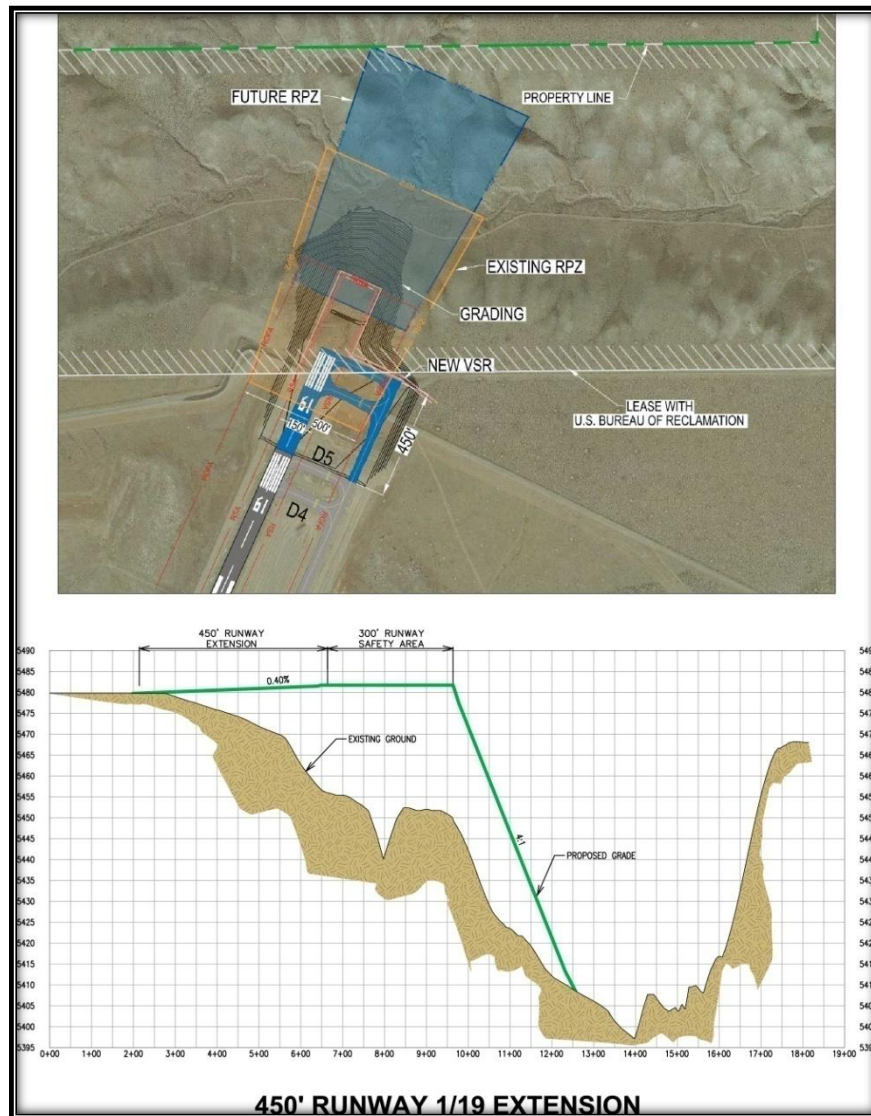 FUTURE RPZ
PROPERTY LINE
EXISTING RPZ
GRADING
NEW VSR
LEASE WITH
U.S. BUREAU OF RECLAMATION
19
150'
500'
450'
D5
19
D4
ROFA
RSA
450' RUNWAY
EXTENSION
300' RUNWAY
SAFETY AREA
0.40%
EXISTING GROUND
4:1
PROPOSED GRADE
5490
5485
5480
5475
5470
5465
5460
5455
5450
5445
5440
5435
5430
5425
5420
5415
5410
5405
5400
5395
0+00 1+00 2+00 3+00 4+00 5+00 6+00 7+00 8+00 9+00 10+00 11+00 12+00 13+00 14+00 15+00 16+00 17+00 18+00 19+00
450' RUNWAY 1/19 EXTENSION